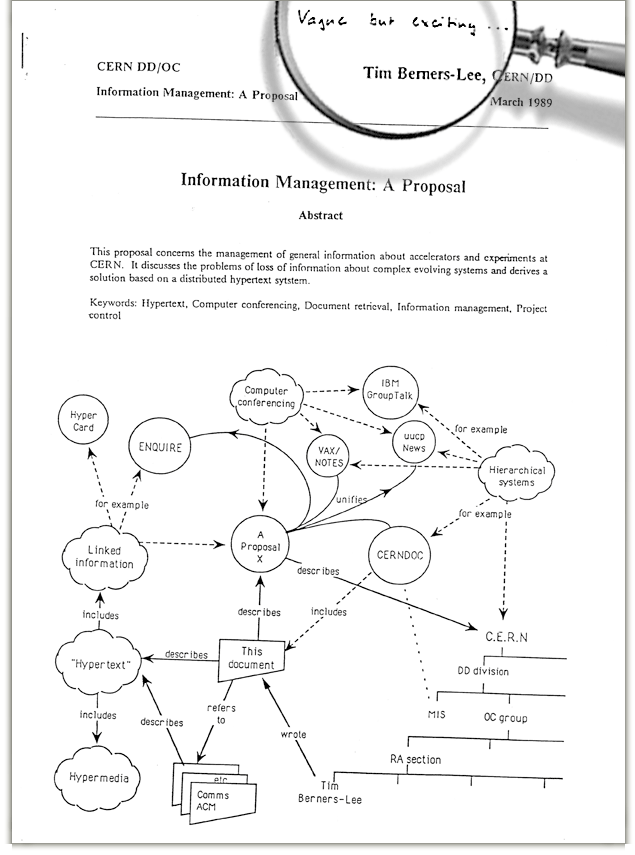 Vague but exciting ...
CERN DD/OC
Tim Berners-Lee, CERN/DD
Information Management: A Proposal
March 1989
Information Management: A Proposal
Abstract
This proposal concerns the management of general information about accelerators and experiments at
CERN. It discusses the problems of loss of information about complex evolving systems and derives a
solution based on a distributed hypertext sytstem.
Keywords: Hypertext, Computer conferencing, Document retrieval, Information management, Project
control
Computer
conferencing
IBM
GroupTalk
Hyper
Card
ENQUIRE
VAX/
NOTES
uucp
News
for example
Hierarchical
systems
unifies
for example
for example
Linked
information
A
Proposal
X
CERNDOC
describes
includes
describes
includes
C.E.R.N
"Hypertext"
describes
This
document
DD division
includes
describes
refers
to
MIS
OC group
wrote
RA section
Hypermedia
etc
Comms
ACM
Tim
Berners-Lee